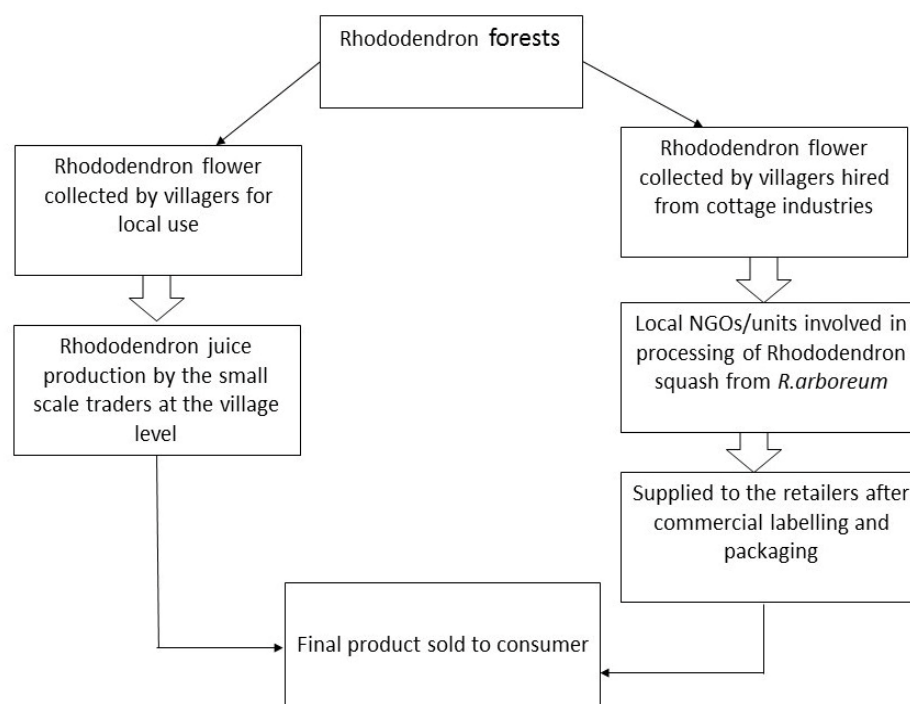 Rhododendron forests
Rhododendron flower
collected by villagers for
local use
Rhododendron flower
collected by villagers hired
from cottage industries
Rhododendron juice
production by the small
scale traders at the village
level
Local NGOs/units involved in
processing of Rhododendron
squash from R.arboreum
Supplied to the retailers after
commercial labelling and
packaging
Final product sold to consumer